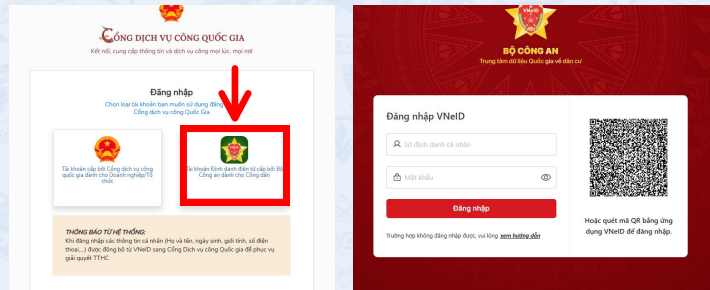 CỔNG DỊCH VỤ CÔNG QUỐC GIA
Kết nối, cung cấp thông tin và dịch vụ công mọi lúc, mọi nơi
Đăng nhập
Chọn loại tài khoản bạn muốn sử dụng đăng
Cổng dịch vụ công Quốc Gia
Tài khoản cấp bởi Cổng dịch vụ công
quốc gia dành cho Doanh nghiệp/Tổ
chức
Tài khoản Định danh điện tử cấp bởi Bộ
Công an dành cho Công dân
THÔNG BÁO TỪ HỆ THỐNG:
Khi đăng nhập các thông tin cá nhân (Họ và tên, ngày sinh, giới tính, số điện
thoại,...) được đồng bộ từ VNeID sang Cổng Dịch vụ công Quốc gia để phục vụ
giải quyết TTHC
VNeID
BỘ CÔNG AN
Trung tâm dữ liệu Quốc gia về dân cư
Đăng nhập VNeID
Số định danh cá nhân
Mật khẩu
Đăng nhập
Trường hợp không đăng nhập được, vui lòng xem hướng dẫn
Hoặc quét mã QR bằng ứng
dụng VNeID để đăng nhập.